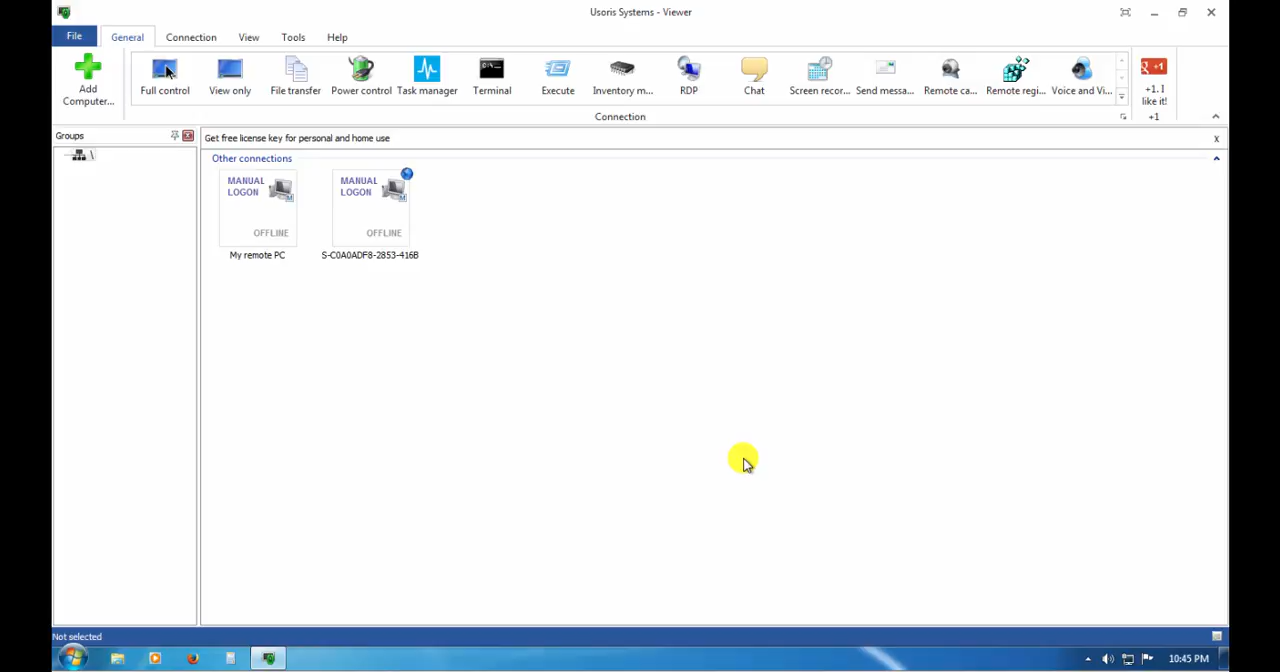 Usoris Systems - Viewer
File General Connection View Tools Help
Add
Computer...
Full control
View only
File transfer
Power control
Task manager
Terminal
Execute
Inventory m...
RDP
Chat
Screen recor...
Send messa...
Remote ca...
Remote regi...
Voice and Vi...
+1
+1. I
like it!
Connection
+1
Groups
Get free license key for personal and home use
x
\
Other connections
MANUAL
LOGON
M
OFFLINE
My remote PC
MANUAL
LOGON
M
OFFLINE
S-C0A0ADF8-2853-416B
Not selected
10:45 PM